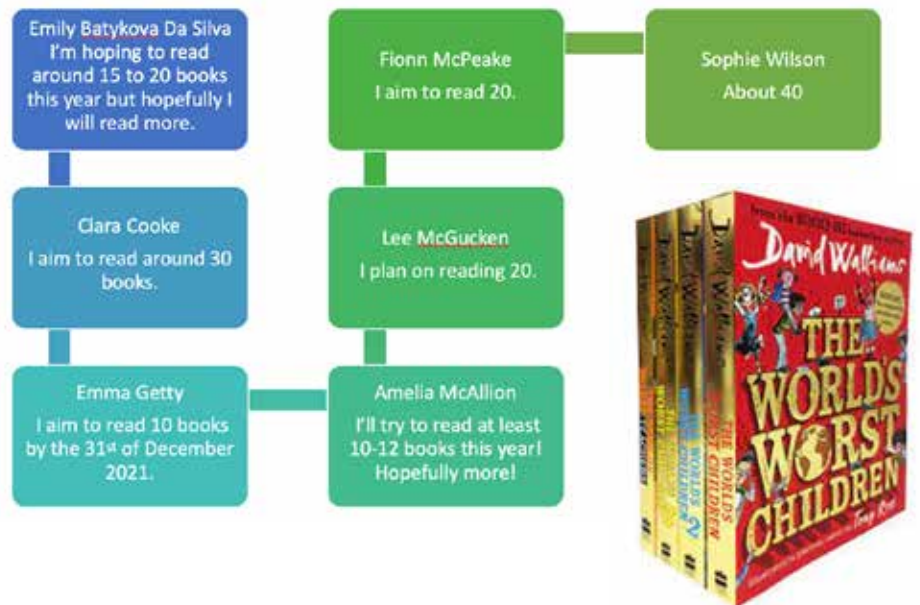 Emily Batykova Da Silva
I'm hoping to read
around 15 to 20 books
this year but hopefully I
will read more.
Clara Cooke
I aim to read around 30
books.
Emma Getty
I aim to read 10 books
by the 31st of December
2021.
Amelia McAllion
I'll try to read at least
10-12 books this year!
Hopefully more!
Lee McGucken
I plan on reading 20.
Fionn McPeake
I aim to read 20.
Sophie Wilson
About 40
David Walliams
THE
WORLD'S
WORST
CHILDREN
Tony Ross